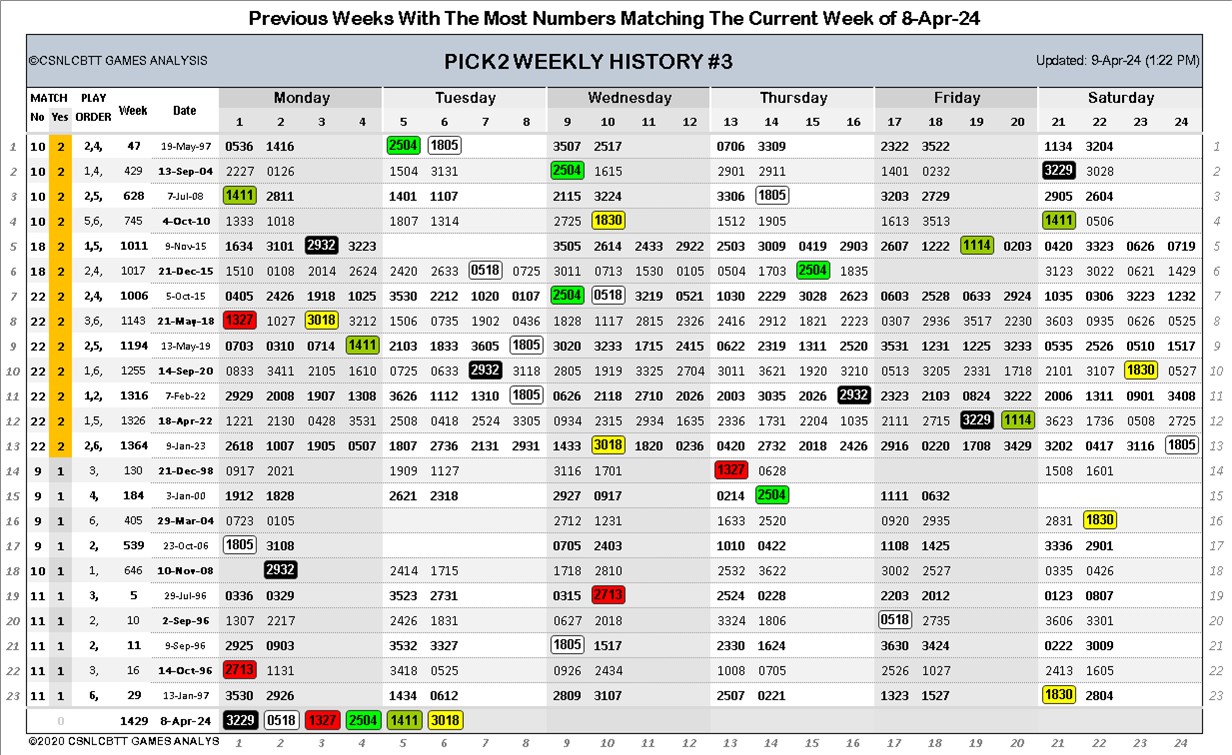 Previous Weeks With The Most Numbers Matching The Current Week of 8-Apr-24
©CSNLCBTT GAMES ANALYSIS PICK2 WEEKLY HISTORY #3 Updated: 9-Apr-24 (1:22 PM)
MATCH PLAY Week Date Monday Tuesday Wednesday Thursday Friday Saturday
No Yes ORDER 1 2 3 4 5 6 7 8 9 10 11 12 13 14 15 16 17 18 19 20 21 22 23 24
1 10 2 2,4, 47 19-May-97 0536 1416 2504 1805 3507 2517 0706 3309 2322 3522 1134 3204 1
2 10 2 1,4, 429 13-Sep-04 2227 0126 1504 3131 2504 1615 2901 2911 1401 0232 3229 3028 2
3 10 2 2,5, 628 7-Jul-08 1411 2811 1401 1107 2115 3224 3306 1805 3203 2729 2905 2604 3
4 10 2 5,6, 745 4-Oct-10 1333 1018 1807 1314 2725 1830 1512 1905 1613 3513 1411 0506 4
5 18 2 1,5, 1011 9-Nov-15 1634 3101 2932 3223 3505 2614 2433 2922 2503 3009 0419 2903 2607 1222 1114 0203 0420 3323 0626 0719 5
6 18 2 2,4, 1017 21-Dec-15 1510 0108 2014 2624 2420 2633 0518 0725 3011 0713 1530 0105 0504 1703 2504 1835 3123 3022 0621 1429 6
7 22 2 2,4, 1006 5-Oct-15 0405 2426 1918 1025 3530 2212 1020 0107 2504 0518 3219 0521 1030 2229 3028 2623 0603 2528 0633 2924 1035 0306 3223 1232 7
8 22 2 3,6, 1143 21-May-18 1327 1027 3018 3212 1506 0735 1902 0436 1828 1117 2815 2326 2416 2912 1821 2223 0307 2936 3517 2230 3603 0935 0626 0525 8
9 22 2 2,5, 1194 13-May-19 0703 0310 0714 1411 2103 1833 3605 1805 3020 3233 1715 2415 0622 2319 1311 2520 3531 1231 1225 3233 0535 2526 0510 1517 9
10 22 2 1,6, 1255 14-Sep-20 0833 3411 2105 1610 0725 0633 2932 3118 2805 1919 3325 2704 3011 3621 1920 3210 0513 3205 2331 1718 2101 3107 1830 0527 10
11 22 2 1,2, 1316 7-Feb-22 2929 2008 1907 1308 3626 1112 1310 1805 0626 2118 2710 2026 2003 3035 2026 2932 2323 2103 0824 3222 2006 1311 0901 3408 11
12 22 2 1,5, 1326 18-Apr-22 1221 2130 0428 3531 2508 0418 2524 3305 0934 2315 2934 1635 2336 1731 2204 1035 2111 2715 3229 1114 3623 1736 0508 2725 12
13 22 2 2,6, 1364 9-Jan-23 2618 1007 1905 0507 1807 2736 2131 2931 1433 3018 1820 0236 0420 2732 2018 2426 2916 0220 1708 3429 3202 0417 3116 1805 13
14 9 1 3, 130 21-Dec-98 0917 2021 1909 1127 3116 1701 1327 0628 1508 1601 14
15 9 1 4, 184 3-Jan-00 1912 1828 2621 2318 2927 0917 0214 2504 1111 0632 15
16 9 1 6, 405 29-Mar-04 0723 0105 2712 1231 1633 2520 0920 2935 2831 1830 16
17 9 1 2, 539 23-Oct-06 1805 3108 0705 2403 1010 0422 1108 1425 3336 2901 17
18 10 1 1, 646 10-Nov-08 2932 2414 1715 1718 2810 2532 3622 3002 2527 0335 0426 18
19 11 1 3, 5 29-Jul-96 0336 0329 3523 2731 0315 2713 2524 0228 2203 2012 0123 0807 19
20 11 1 2, 10 2-Sep-96 1307 2217 2426 1831 0627 2018 3324 1806 0518 2735 3606 3301 20
21 11 1 2, 11 9-Sep-96 2925 0903 3532 3327 1805 1517 2330 1624 3630 3424 0222 3009 21
22 11 1 3, 16 14-Oct-96 2713 1131 3418 0525 0926 2434 1008 0705 2526 1027 2413 1605 22
23 11 1 6, 29 13-Jan-97 3530 2926 1434 0612 2809 3107 2507 0221 1323 1527 1830 2804 23
0 1429 8-Apr-24 3229 0518 1327 2504 1411 3018
©2020 CSNLCBTT GAMES ANALYS 1 2 3 4 5 6 7 8 9 10 11 12 13 14 15 16 17 18 19 20 21 22 23 24